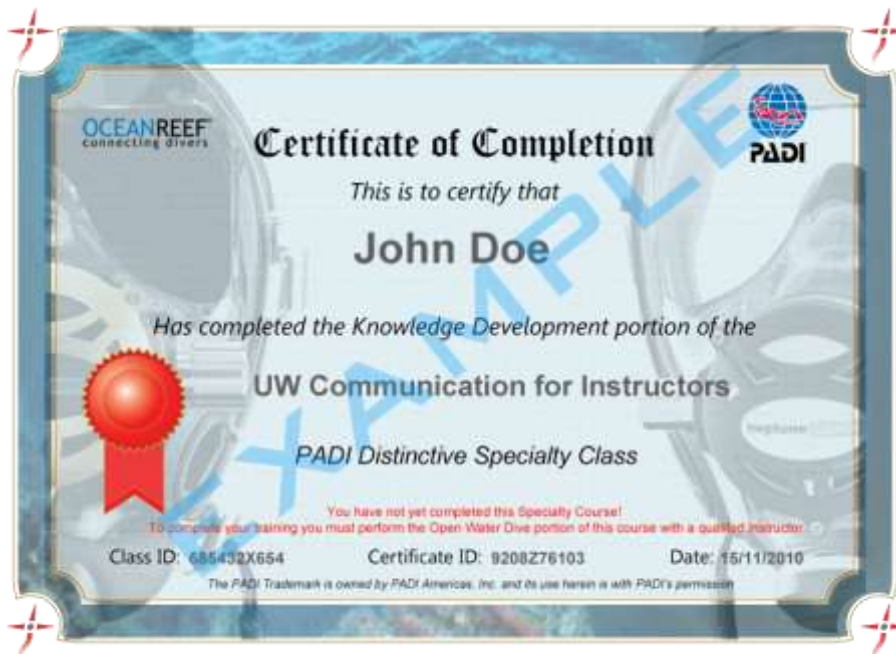 OCEANREEF
connecting divers
PADI
Certificate of Completion
This is to certify that
John Doe
Has completed the Knowledge Development portion of the
UW Communication for Instructors
PADI Distinctive Specialty Class
You have not yet completed this Specialty Course!
To complete your training you must perform the Open Water Dive portion of this course with a qualified instructor
Class ID: 685432X654 Certificate ID: 9208Z76103 Date: 15/11/2010
The PADI Trademark is owned by PADI Americas, Inc. and its use herein is with PADI's permission
EXAMPLE
neptune